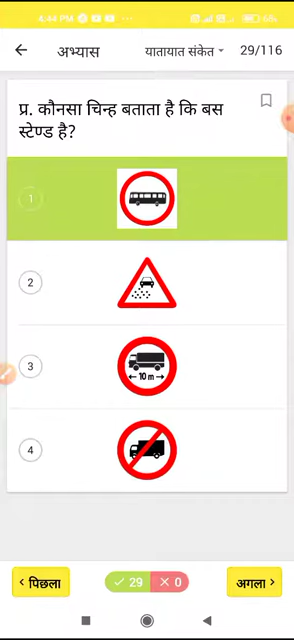 4:44 PM
68%
अभ्यास
यातायात संकेत
29/116
प्र. कौनसा चिन्ह बताता है कि बस
स्टेण्ड है?
1
2
3
← 10 m →
4
< पिछला
✓ 29
× 0
अगला >